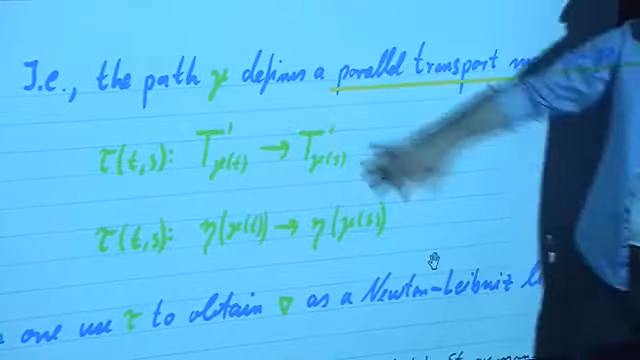 I.e., the path γ defines a parallel transport
τ(t,s): T'γ(t) → T'γ(s)
τ(t,s): η(γ(t)) → η(γ(s))
one use τ to obtain ∇ as a Newton-Leibniz